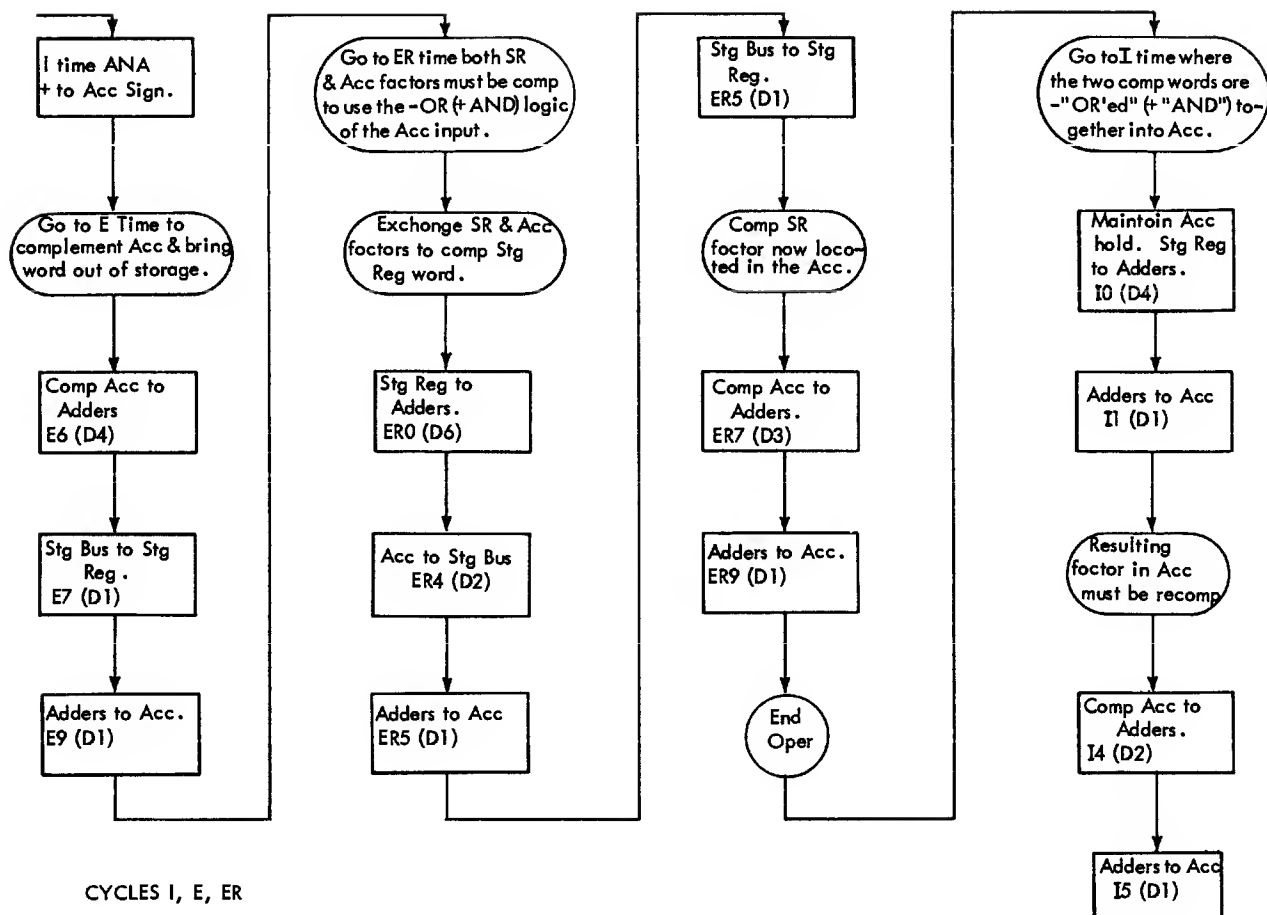 I time ANA
+ to Acc Sign.
Go to E Time to
complement Acc & bring
word out of storage.
Comp Acc to
Adders
E6 (D4)
Stg Bus to Stg
Reg.
E7 (D1)
Adders to Acc.
E9 (D1)
Go to ER time both SR
& Acc factors must be comp
to use the -OR (+ AND) logic
of the Acc input.
Exchonge SR & Acc
foctors to comp Stg
Reg word.
Stg Reg to
Adders.
ER0 (D6)
Acc to Stg Bus
ER4 (D2)
Adders to Acc
ER5 (D1)
Stg Bus to Stg
Reg.
ER5 (D1)
Comp SR
foctor now loco-
ted in the Acc.
Comp Acc to
Adders.
ER7 (D3)
Adders to Acc.
ER9 (D1)
End
Oper
Go to I time where
the two comp words ore
-"OR'ed" (+ "AND") to-
gether into Acc.
Maintoin Acc
hold. Stg Reg
to Adders.
I0 (D4)
Adders to Acc
I1 (D1)
Resulting
foctor in Acc
must be recomp
Comp Acc to
Adders.
I4 (D2)
Adders to Acc
I5 (D1)
CYCLES I, E, ER